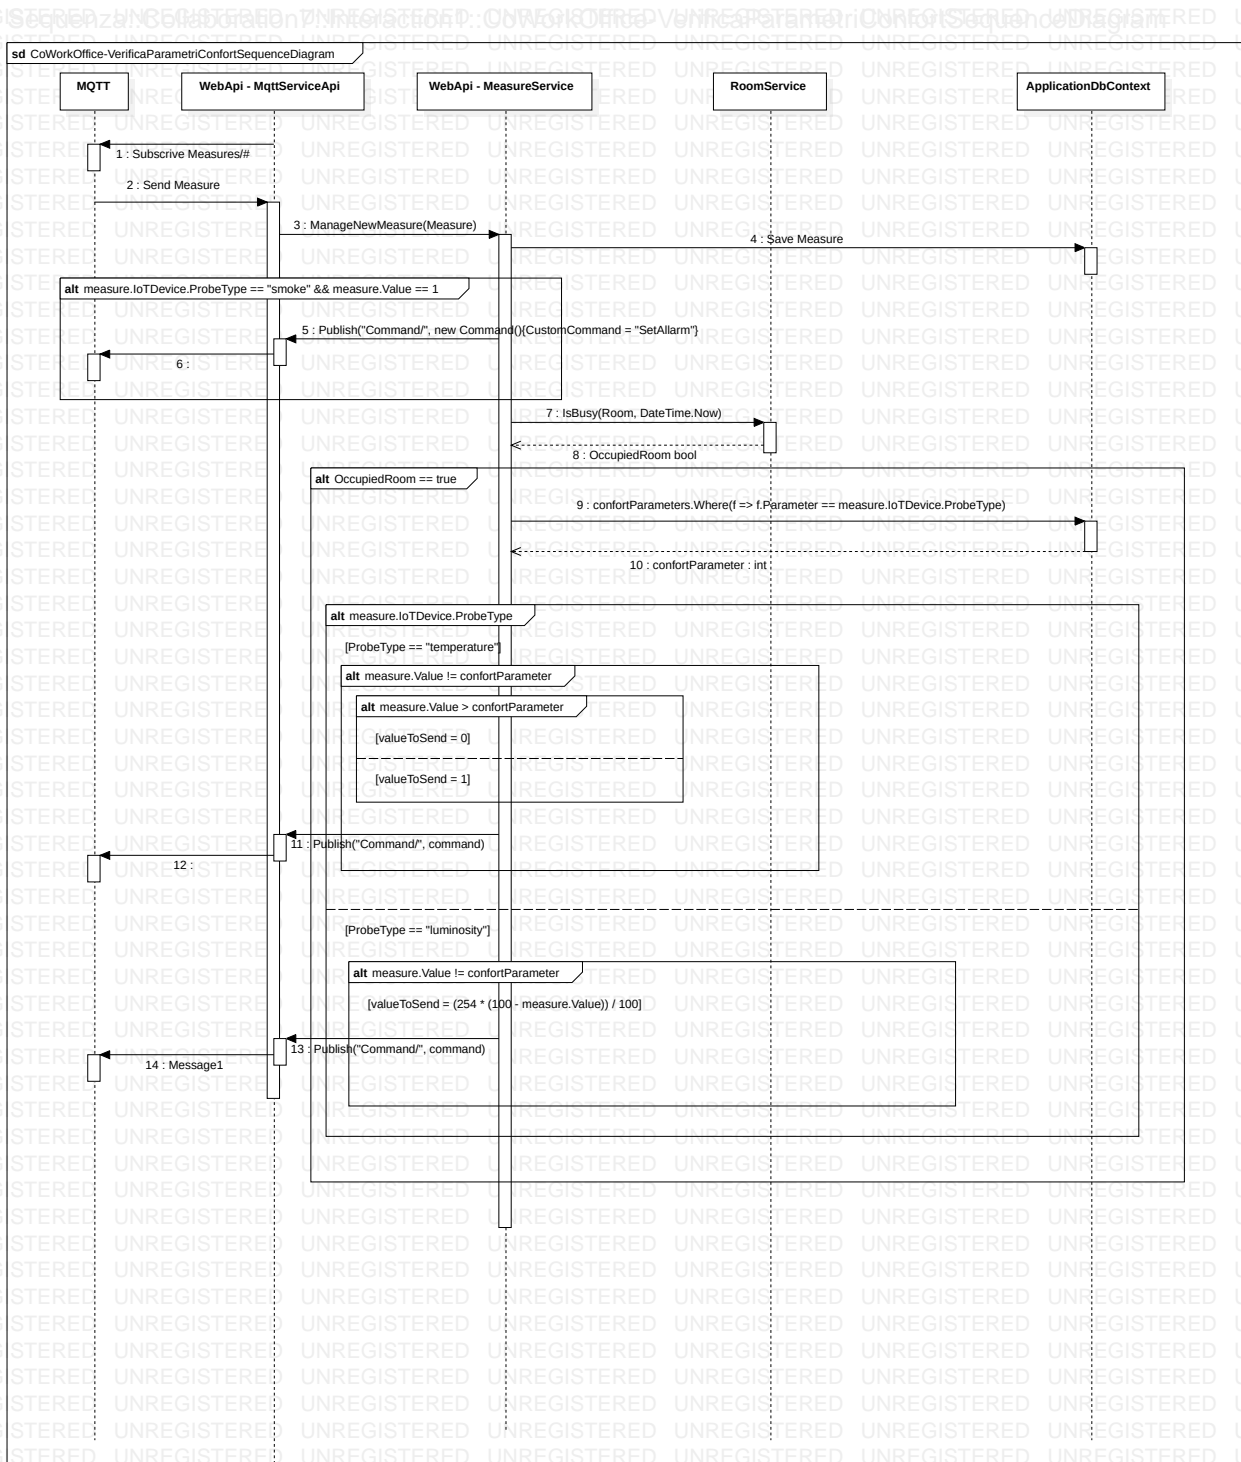 Sequenza::Collaboration7::Interaction1::CoWorkOffice-VerificaParametriConfortSequenceDiagram
sd CoWorkOffice-VerificaParametriConfortSequenceDiagram
MQTT
WebApi - MqttServiceApi
WebApi - MeasureService
RoomService
ApplicationDbContext
1 : Subscrive Measures/#
2 : Send Measure
3 : ManageNewMeasure(Measure)
4 : Save Measure
alt measure.IoTDevice.ProbeType == "smoke" && measure.Value == 1
5 : Publish("Command/", new Command(){CustomCommand = "SetAllarm"}
6 :
7 : IsBusy(Room, DateTime.Now)
8 : OccupiedRoom bool
alt OccupiedRoom == true
9 : confortParameters.Where(f => f.Parameter == measure.IoTDevice.ProbeType)
10 : confortParameter : int
alt measure.IoTDevice.ProbeType
[ProbeType == "temperature"]
alt measure.Value != confortParameter
alt measure.Value > confortParameter
[valueToSend = 0]
[valueToSend = 1]
11 : Publish("Command/", command)
12 :
[ProbeType == "luminosity"]
alt measure.Value != confortParameter
[valueToSend = (254 * (100 - measure.Value)) / 100]
13 : Publish("Command/", command)
14 : Message1
UNREGISTERED